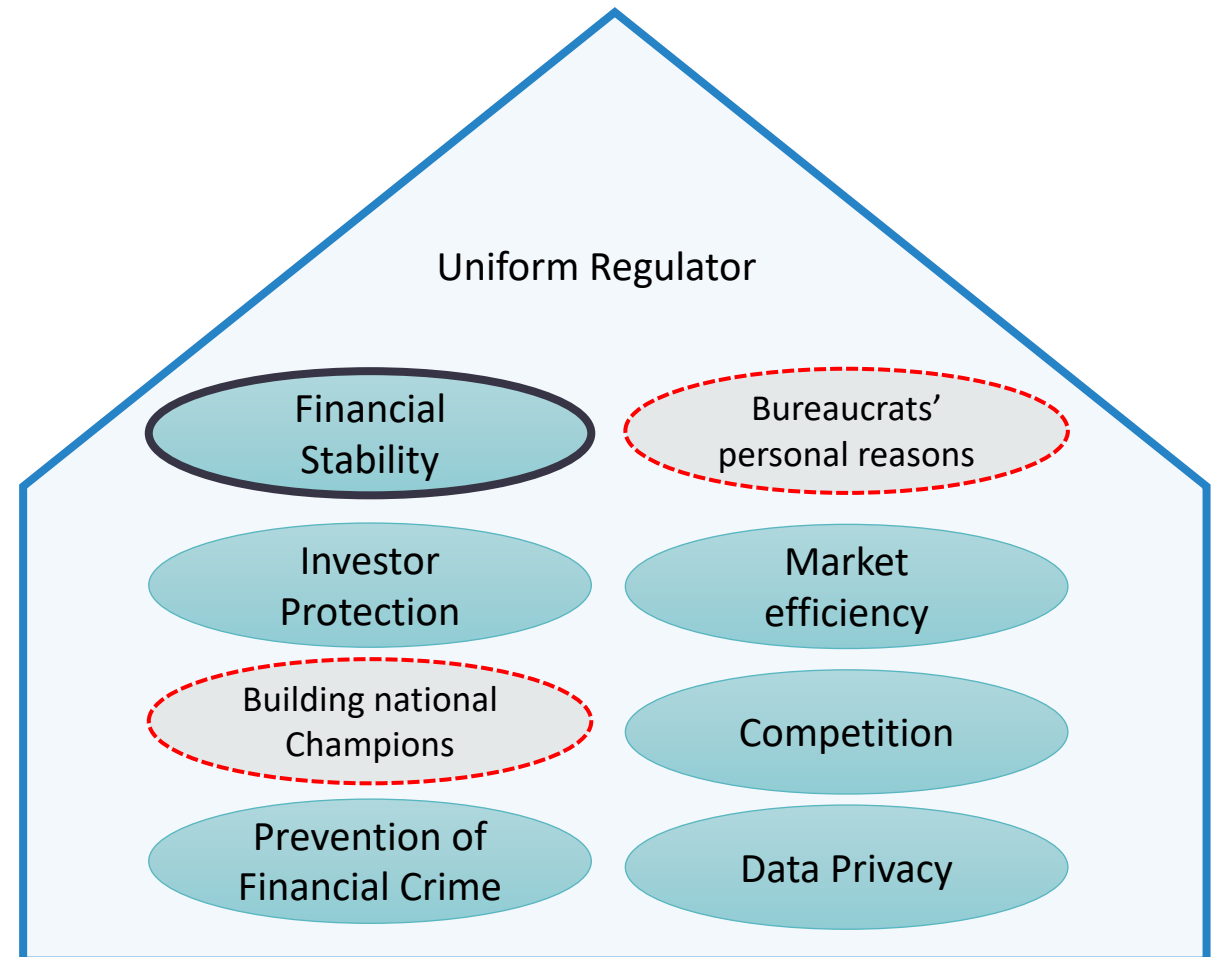 Uniform Regulator
Financial
Stability
Bureaucrats’
personal reasons
Investor
Protection
Market
efficiency
Building national
Champions
Competition
Prevention of
Financial Crime
Data Privacy